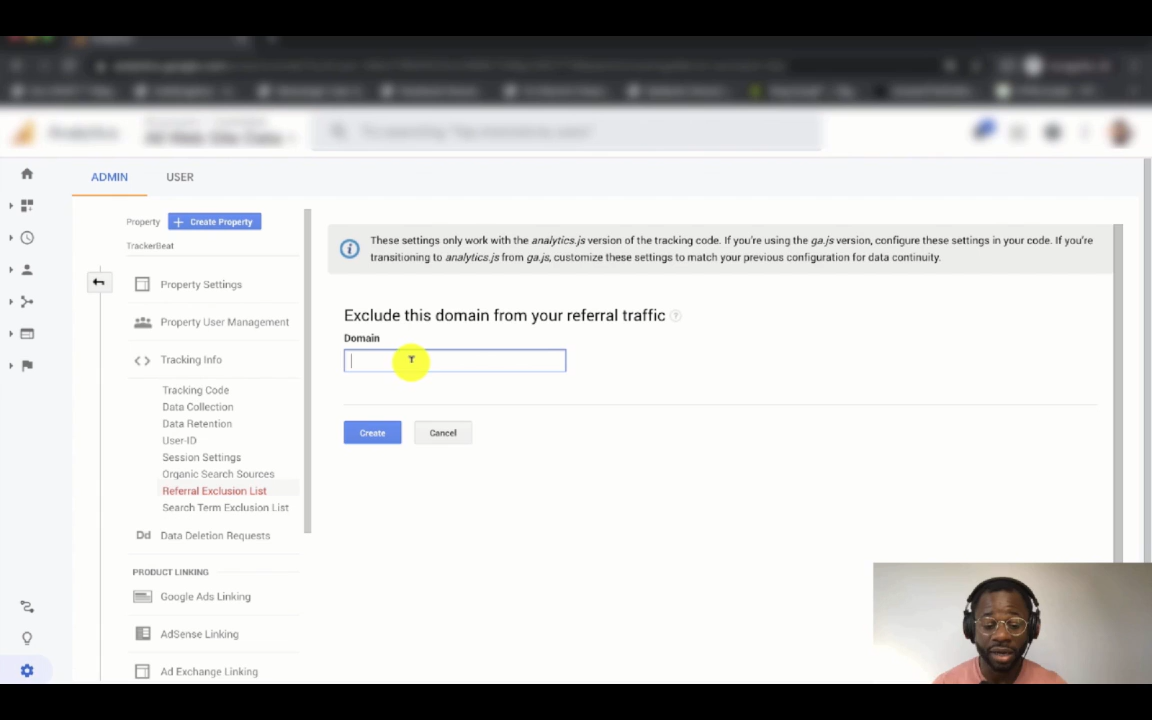 ADMIN
USER
Property
+ Create Property
TrackerBeat
Property Settings
Property User Management
Tracking Info
Tracking Code
Data Collection
Data Retention
User-ID
Session Settings
Organic Search Sources
Referral Exclusion List
Search Term Exclusion List
Dd Data Deletion Requests
PRODUCT LINKING
Google Ads Linking
AdSense Linking
Ad Exchange Linking
These settings only work with the analytics.js version of the tracking code. If you're using the ga.js version, configure these settings in your code. If you're
transitioning to analytics.js from ga.js, customize these settings to match your previous configuration for data continuity.
Exclude this domain from your referral traffic ?
Domain
Create
Cancel